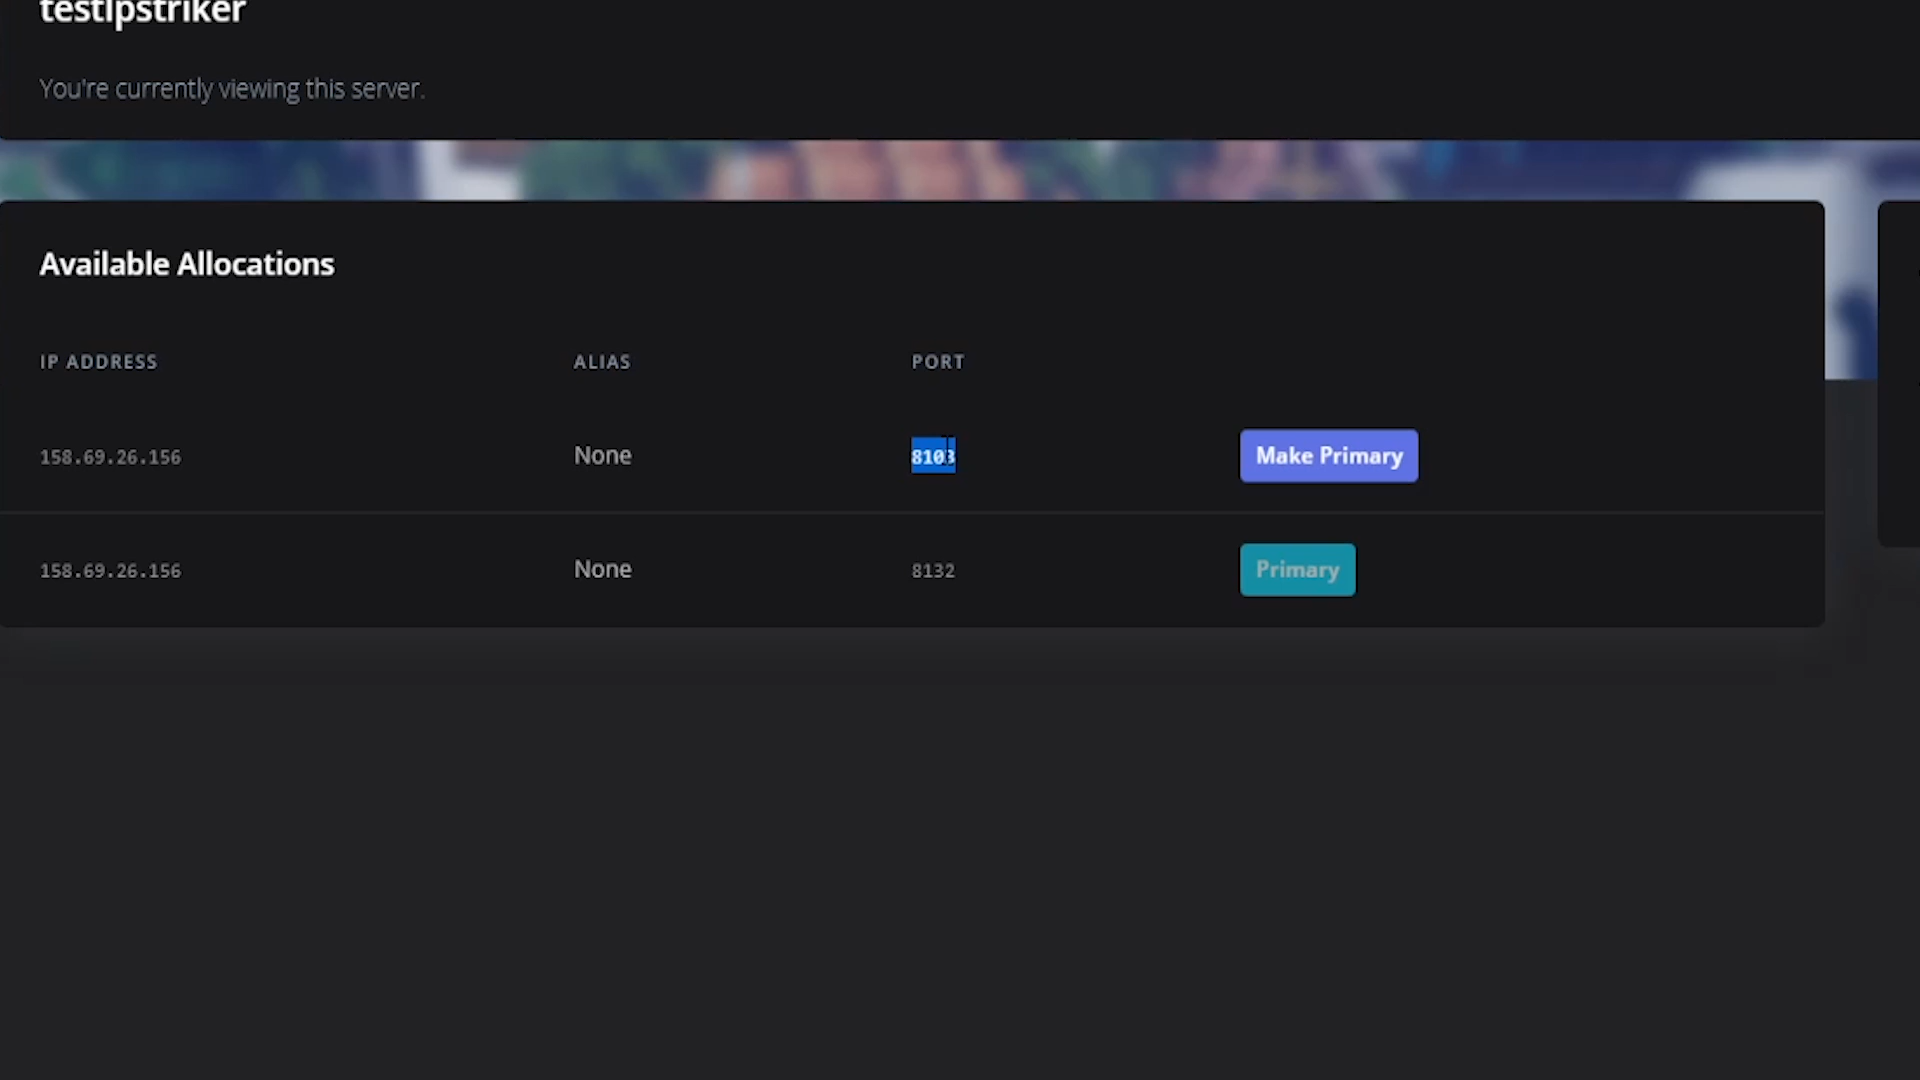 testipstriker
You're currently viewing this server.
Available Allocations
IP ADDRESS ALIAS PORT
158.69.26.156 None 8103 Make Primary
158.69.26.156 None 8132 Primary